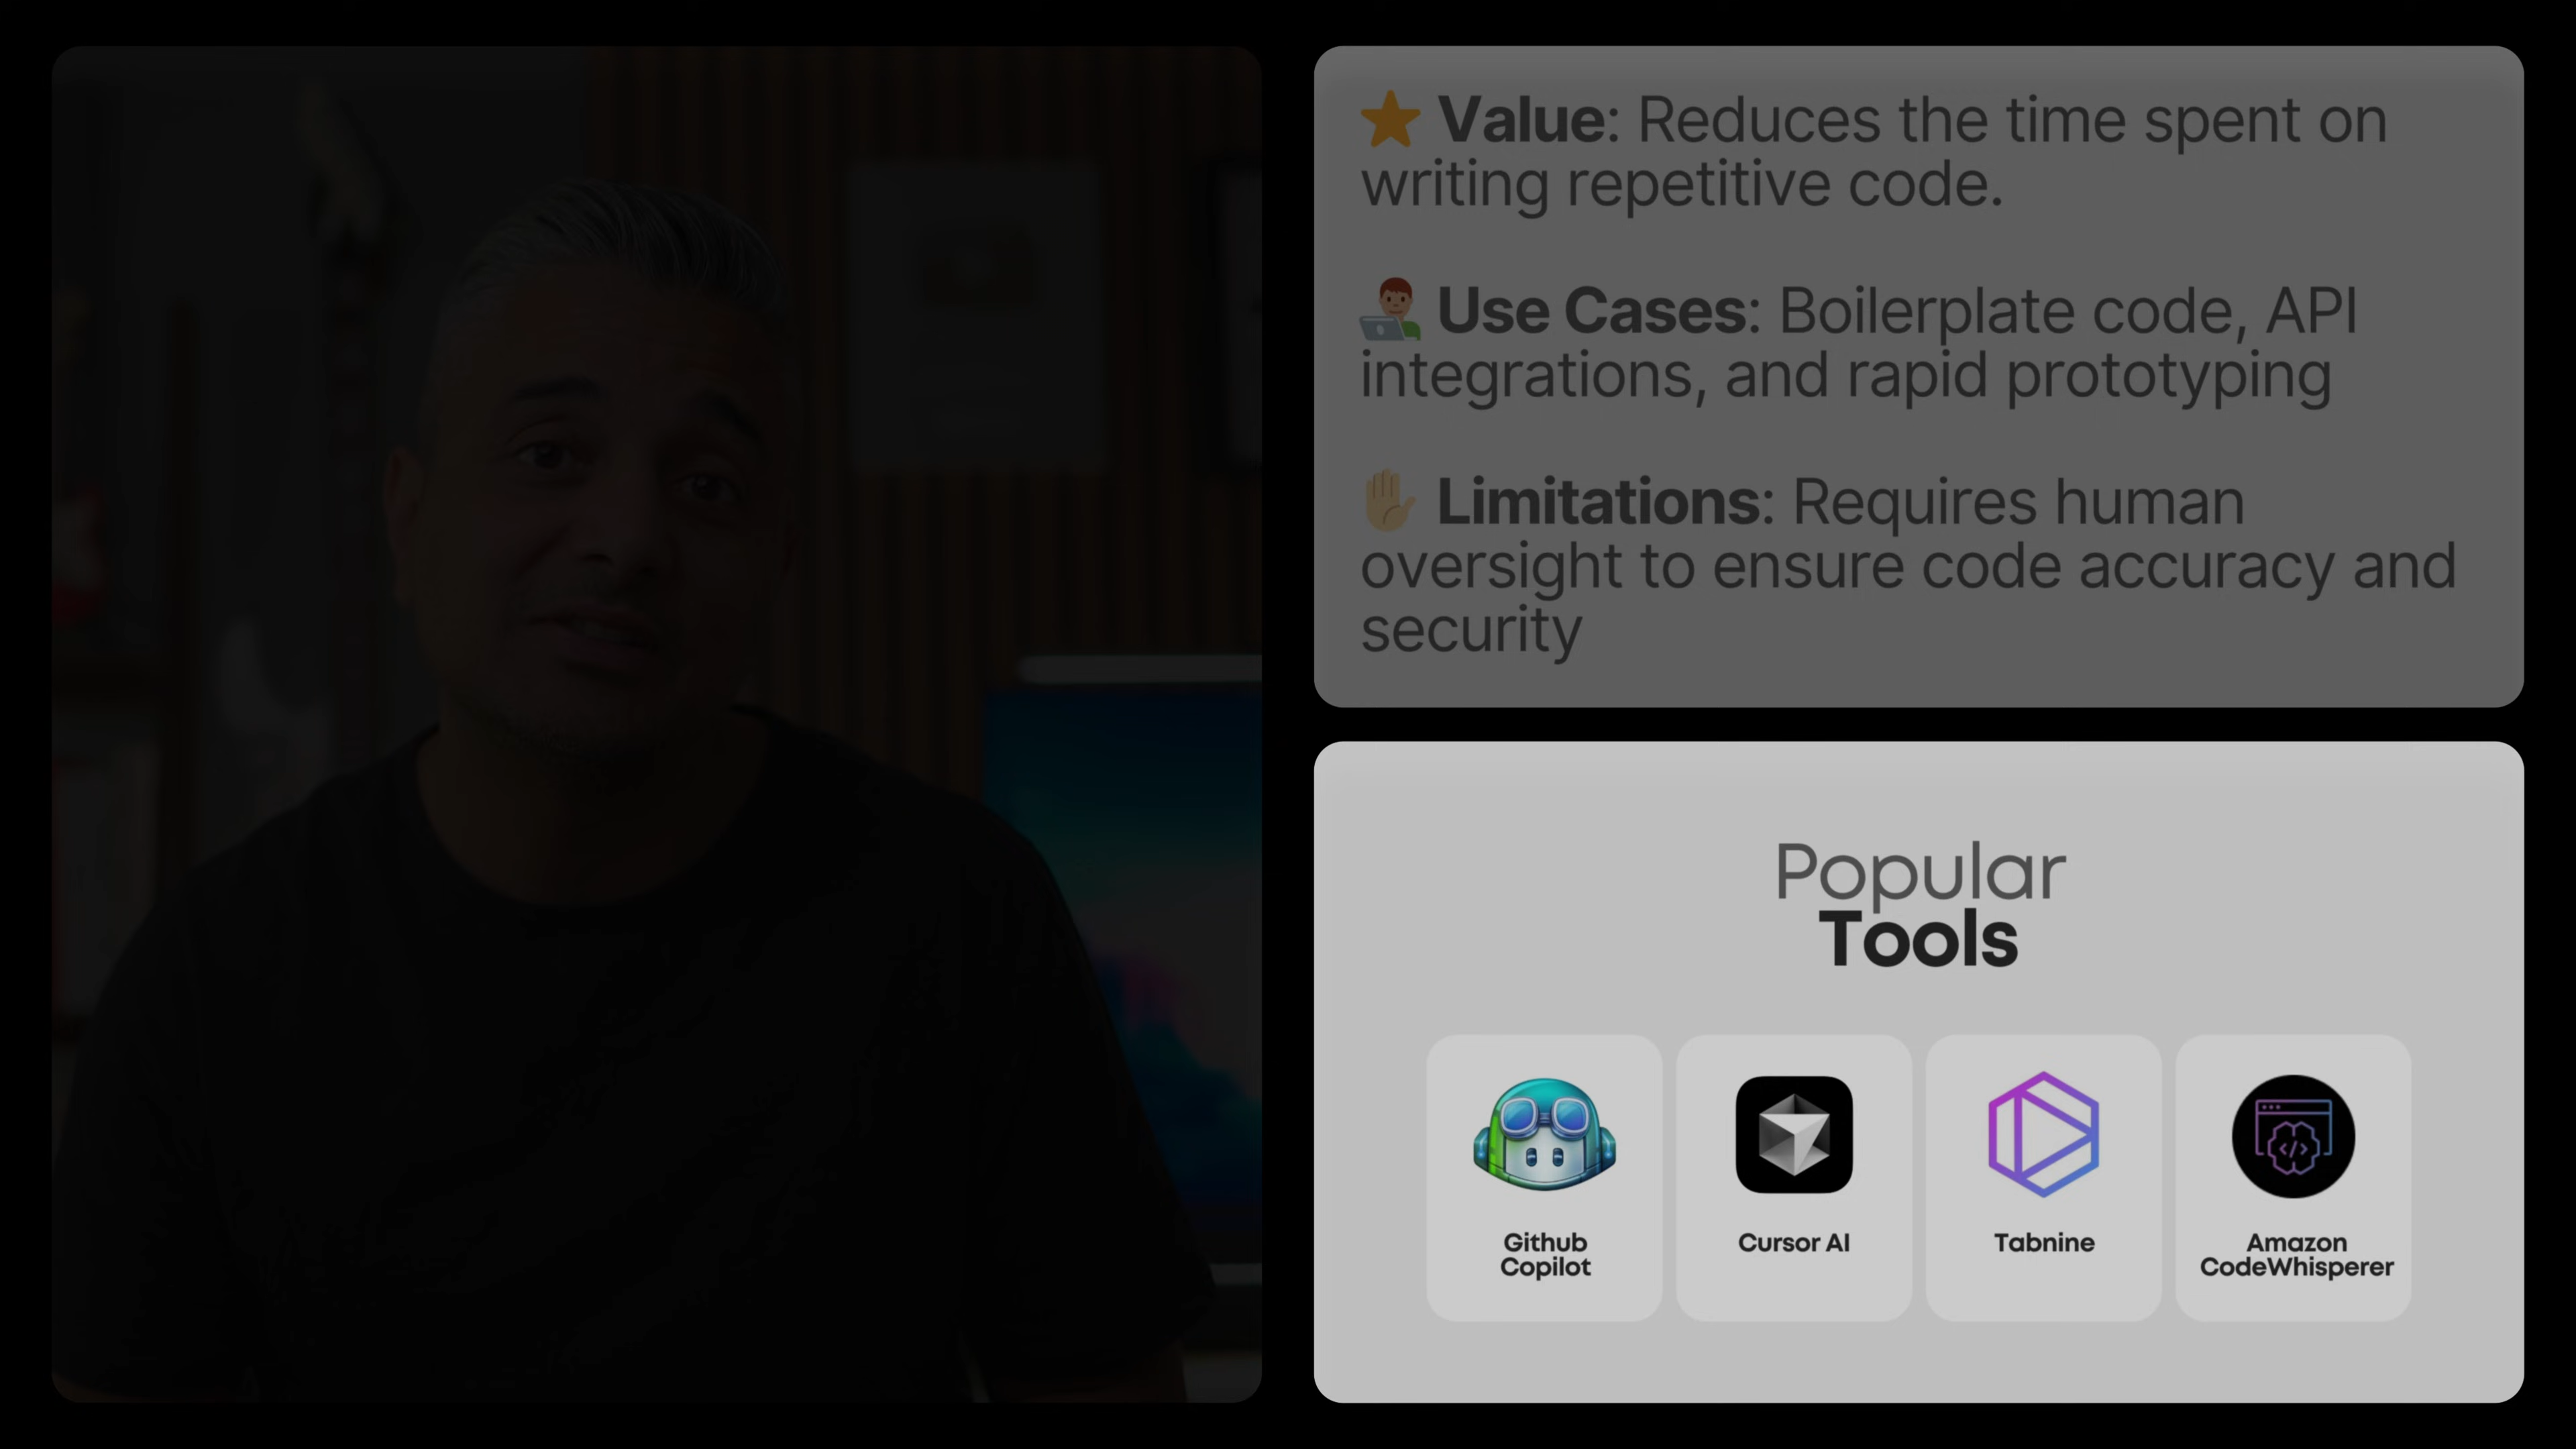 ⭐ Value: Reduces the time spent on
writing repetitive code.
👨🏽‍💻 Use Cases: Boilerplate code, API
integrations, and rapid prototyping
✋🏼 Limitations: Requires human
oversight to ensure code accuracy and
security
Popular
Tools
Github
Copilot
Cursor AI
Tabnine
Amazon
CodeWhisperer